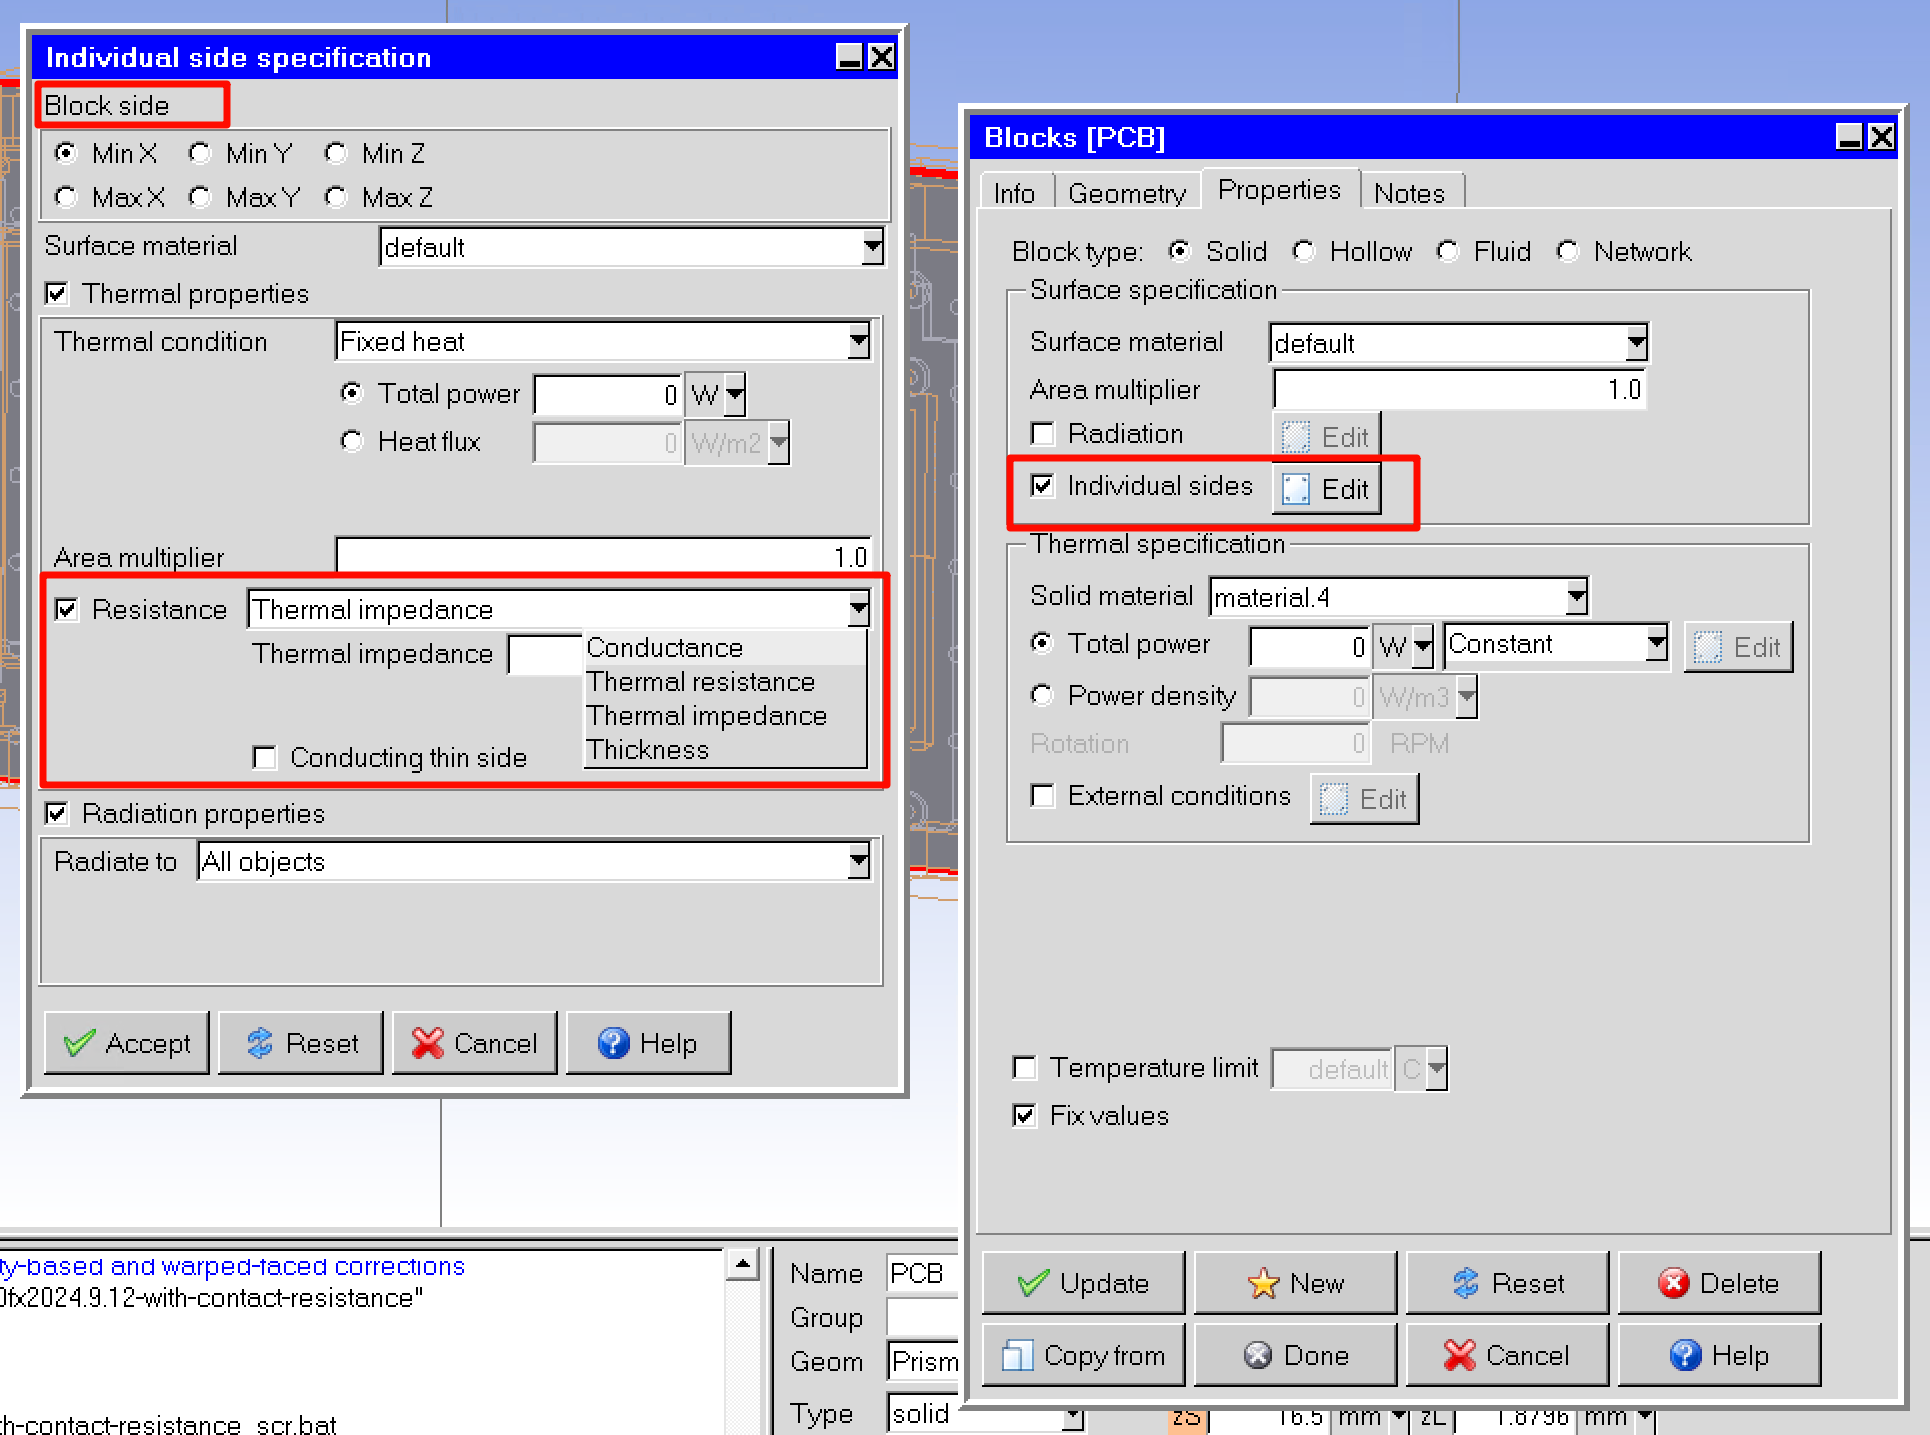 Individual side specification
Block side
Min X Min Y Min Z
Max X Max Y Max Z
Surface material default
Thermal properties
Thermal condition Fixed heat
Total power 0 W
Heat flux 0 W/m2
Area multiplier 1.0
Resistance Thermal impedance
Thermal impedance
Conductance
Thermal resistance
Thermal impedance
Thickness
Conducting thin side
Radiation properties
Radiate to All objects
Accept Reset Cancel Help
Blocks [PCB]
Info Geometry Properties Notes
Block type: Solid Hollow Fluid Network
Surface specification
Surface material default
Area multiplier 1.0
Radiation Edit
Individual sides Edit
Thermal specification
Solid material material.4
Total power 0 W Constant Edit
Power density 0 W/m3
Rotation 0 RPM
External conditions Edit
Temperature limit default C
Fix values
Update New Reset Delete
Copy from Done Cancel Help
ty-based and warped-faced corrections
0fx2024.9.12-with-contact-resistance"
th-contact-resistance_scr.bat
Name PCB
Group
Geom Prism
Type solid
zS 16.5 mm zL 1.8796 mm